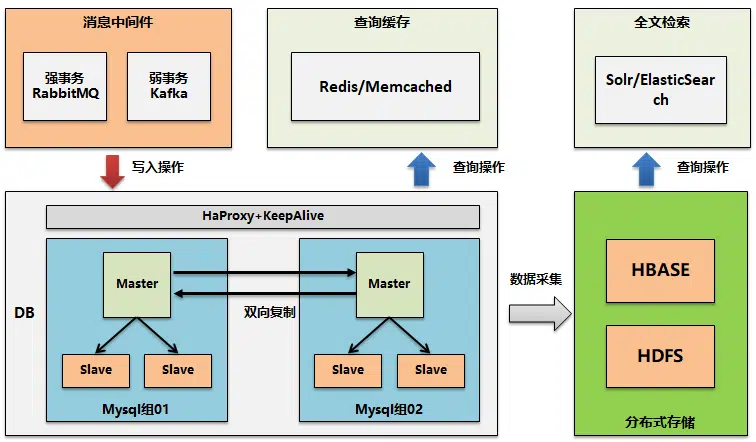 消息中间件
强事务
RabbitMQ
弱事务
Kafka
查询缓存
Redis/Memcached
全文检索
Solr/ElasticSear
ch
写入操作
查询操作
查询操作
HaProxy+KeepAlive
DB
Master
Master
双向复制
Slave
Slave
Slave
Slave
Mysql组01
Mysql组02
数据采集
HBASE
HDFS
分布式存储